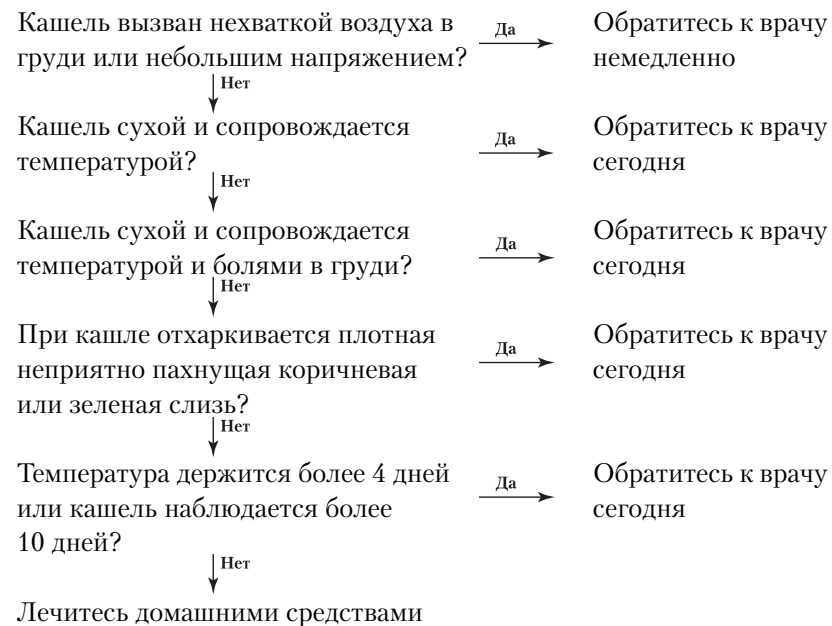 Кашель вызван нехваткой воздуха в
груди или небольшим напряжением?
Да
Обратитесь к врачу
немедленно
Нет
Кашель сухой и сопровождается
температурой?
Да
Обратитесь к врачу
сегодня
Нет
Кашель сухой и сопровождается
температурой и болями в груди?
Да
Обратитесь к врачу
сегодня
Нет
При кашле отхаркивается плотная
неприятно пахнущая коричневая
или зеленая слизь?
Да
Обратитесь к врачу
сегодня
Нет
Температура держится более 4 дней
или кашель наблюдается более
10 дней?
Да
Обратитесь к врачу
сегодня
Нет
Лечитесь домашними средствами